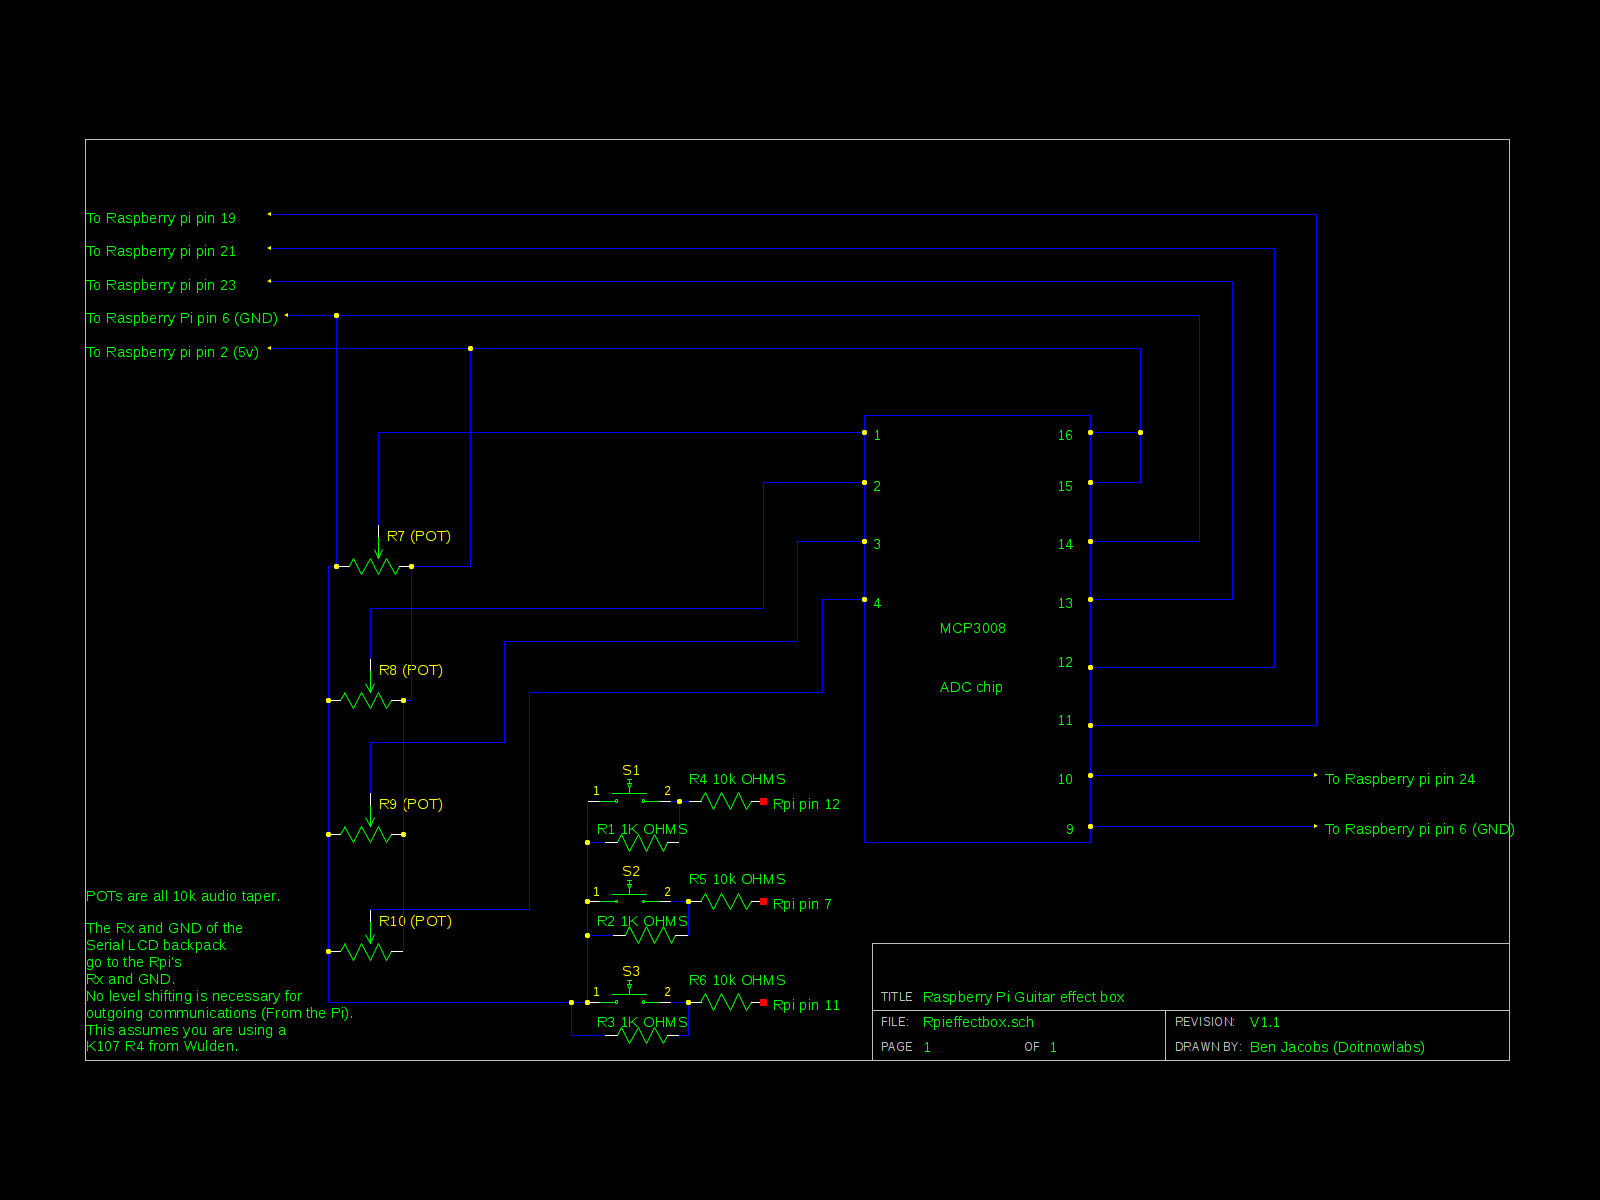 To Raspberry pi pin 19
To Raspberry pi pin 21
To Raspberry pi pin 23
To Raspberry Pi pin 6 (GND)
To Raspberry pi pin 2 (5v)
1
16
2
15
R7 (POT)
3
14
4
13
MCP3008
12
R8 (POT)
ADC chip
11
S1
R4 10k OHMS
10
To Raspberry pi pin 24
1
2
R9 (POT)
Rpi pin 12
R1 1K OHMS
9
To Raspberry pi pin 6 (GND)
S2
R5 10k OHMS
1
2
Rpi pin 7
R10 (POT)
R2 1K OHMS
S3
R6 10k OHMS
1
2
Rpi pin 11
R3 1K OHMS
POTs are all 10k audio taper.
The Rx and GND of the
Serial LCD backpack
go to the Rpi's
Rx and GND.
No level shifting is necessary for
outgoing communications (From the Pi).
This assumes you are using a
K107 R4 from Wulden.
TITLE Raspberry Pi Guitar effect box
FILE: Rpieffectbox.sch
REVISION: V1.1
PAGE 1 OF 1
DRAWN BY: Ben Jacobs (Doitnowlabs)